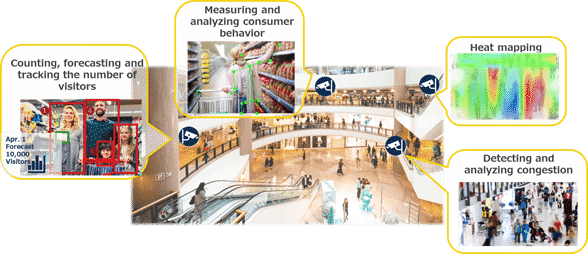 Measuring and
analyzing consumer
behavior
Heat mapping
Counting, forecasting and
tracking the number of
visitors
Apr. 1
Forecast
10,000
Visitors
Detecting and
analyzing congestion